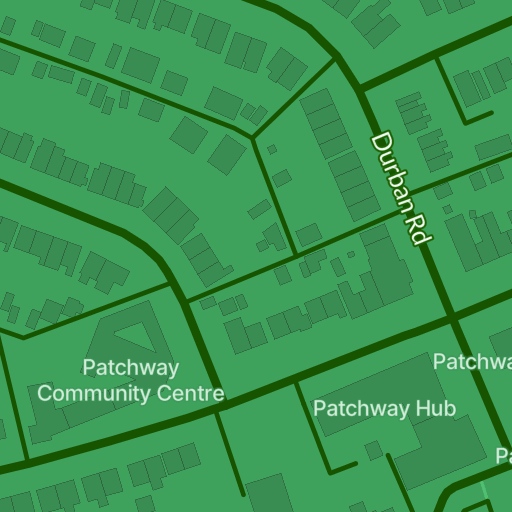 Durban Rd
Patchway
Community Centre
Patchwa
Patchway Hub
Pa